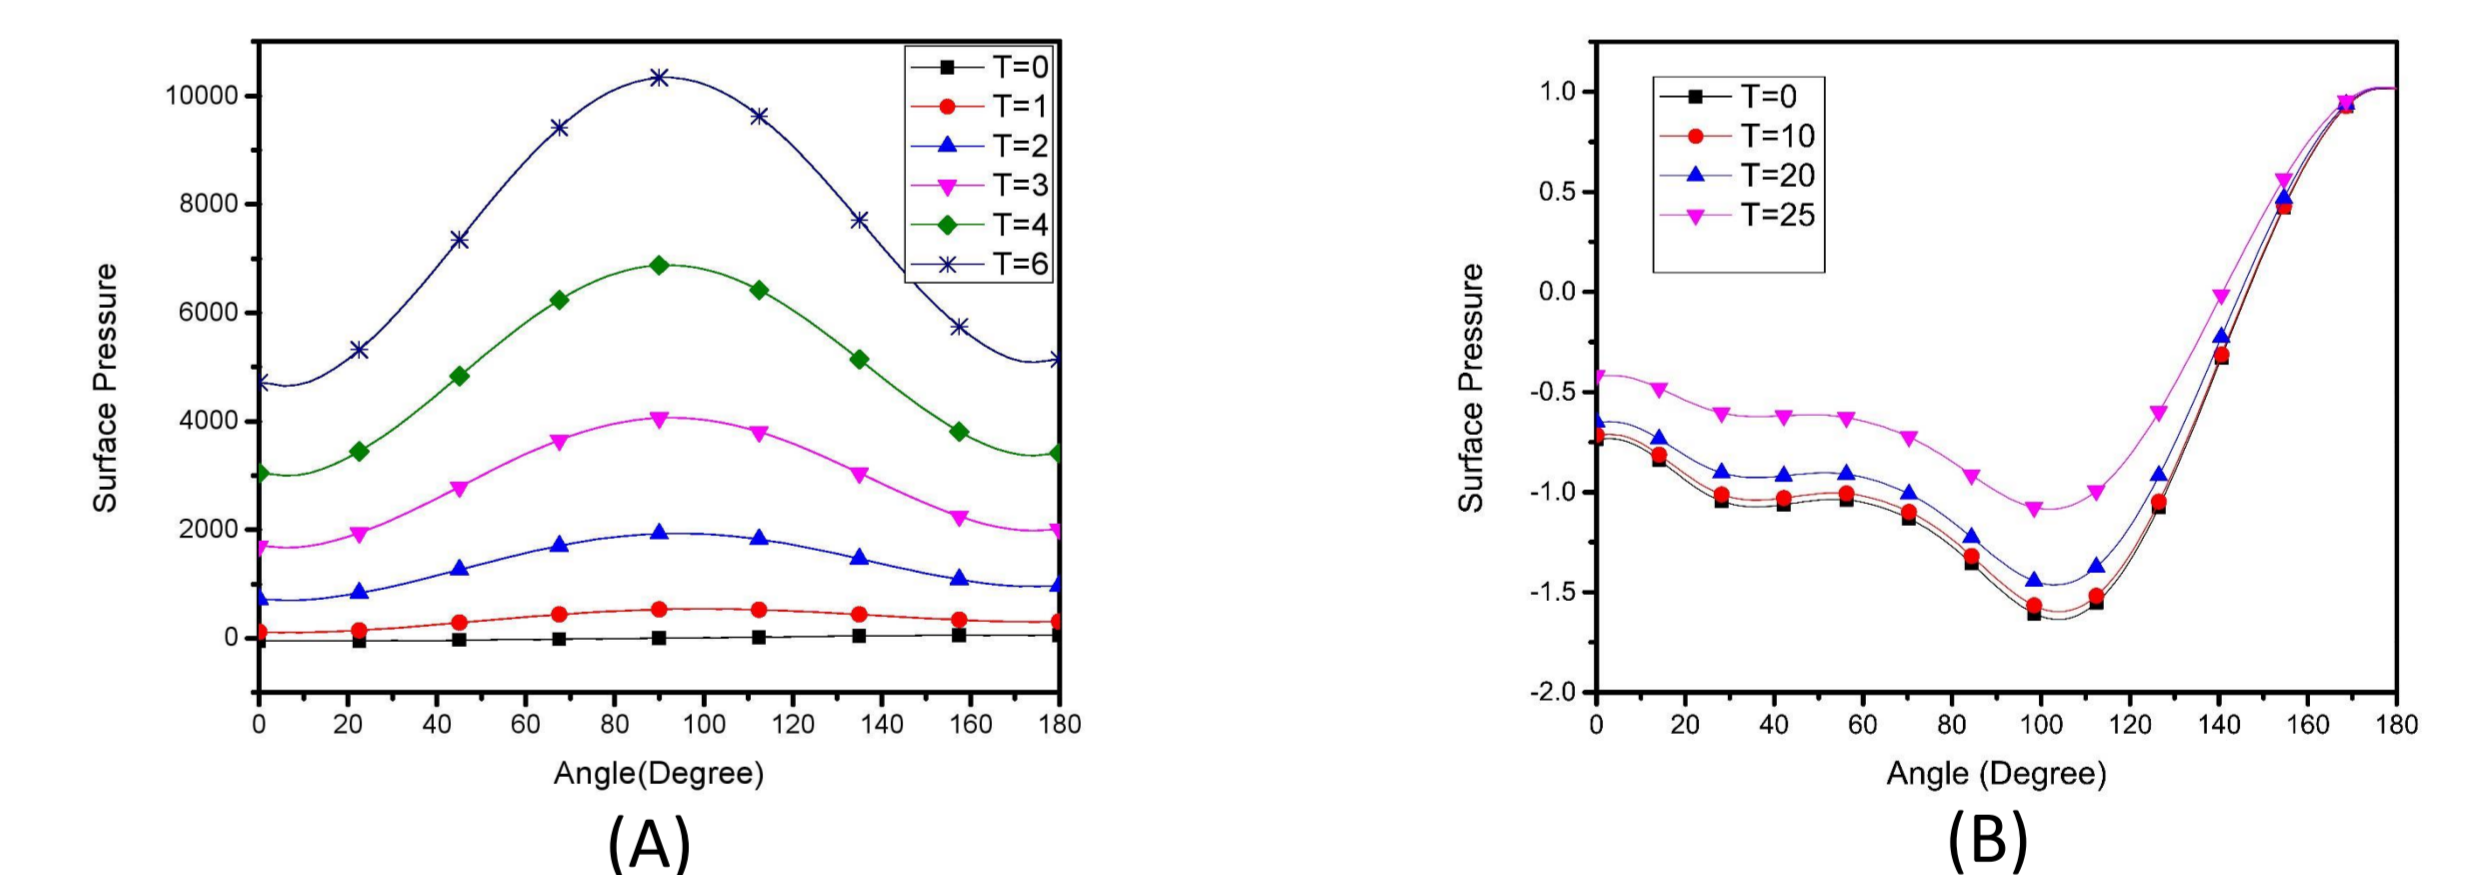 T=0
T=1
T=2
T=3
T=4
T=6
10000
8000
6000
4000
2000
0
Surface Pressure
0 20 40 60 80 100 120 140 160 180
Angle(Degree)
(A)
T=0
T=10
T=20
T=25
1.0
0.5
0.0
-0.5
-1.0
-1.5
-2.0
Surface Pressure
0 20 40 60 80 100 120 140 160 180
Angle (Degree)
(B)